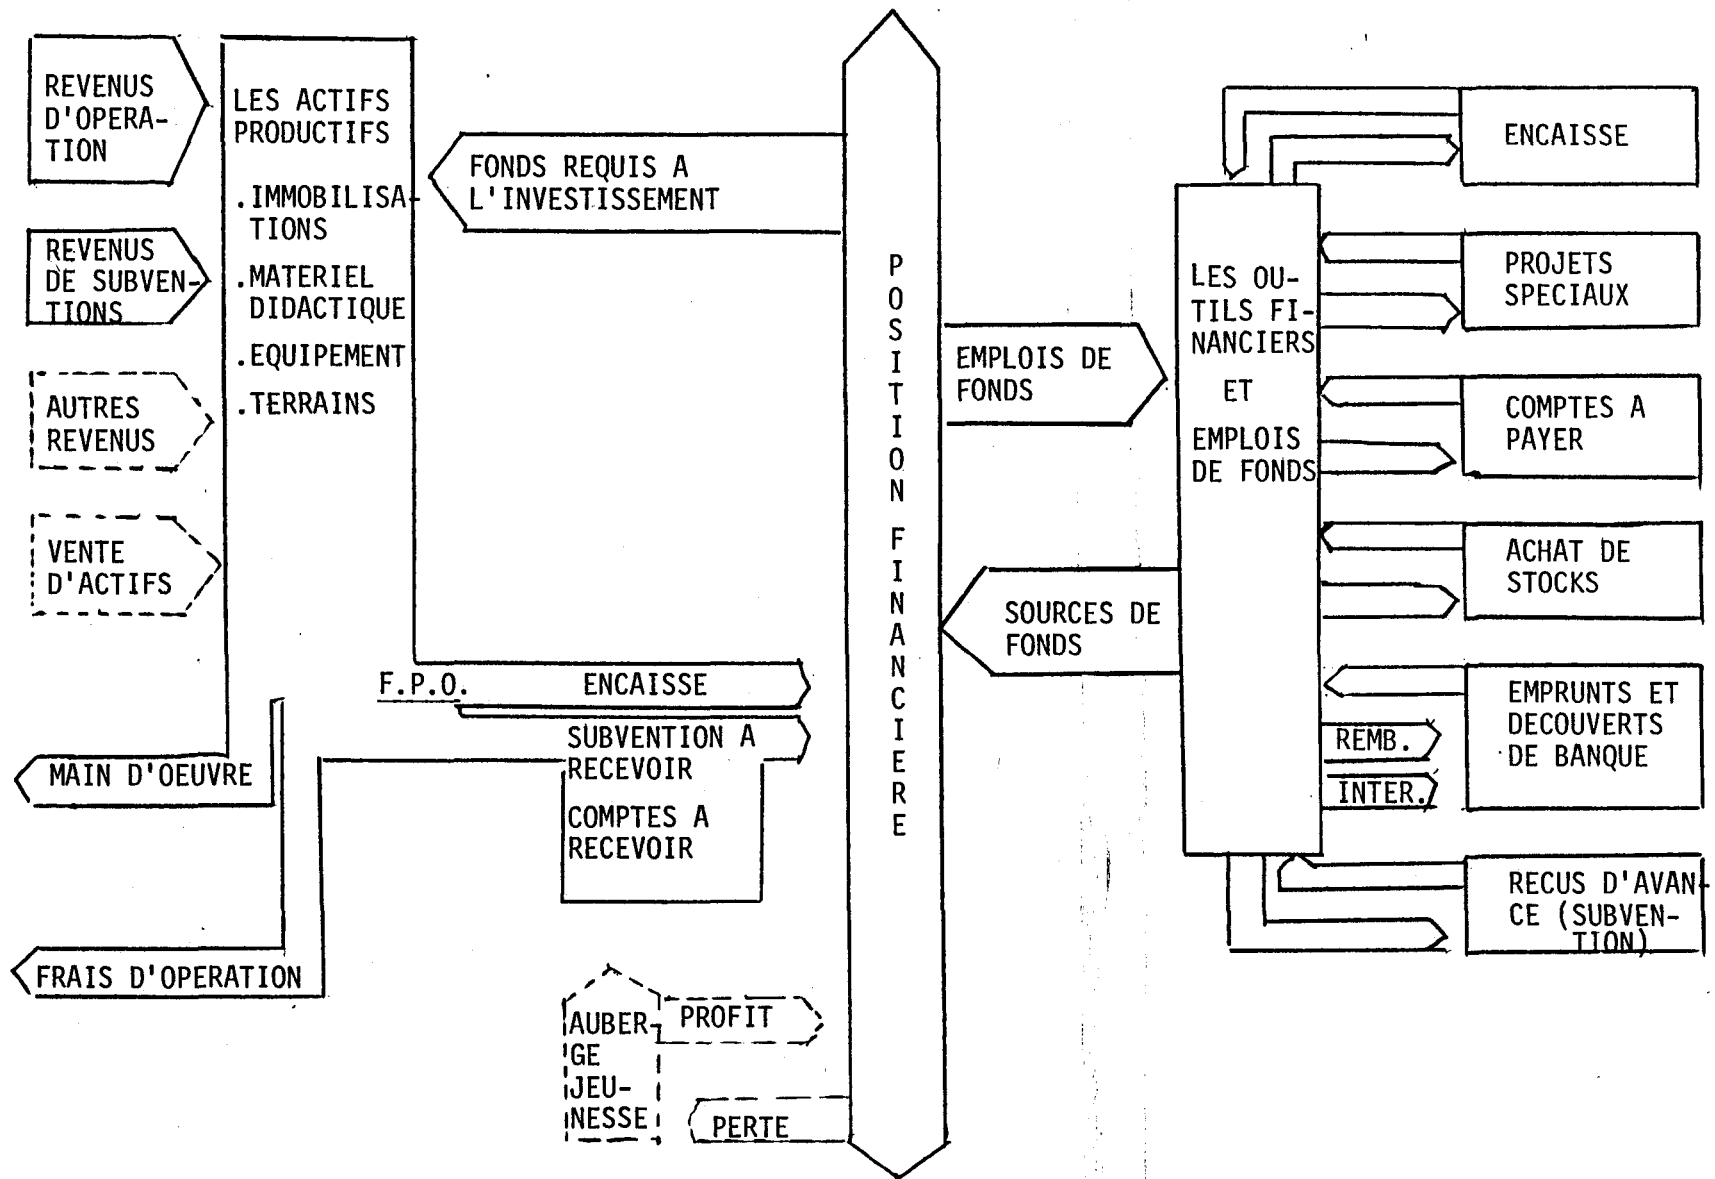 REVENUS
D'OPERA-
TION
REVENUS
DE SUBVEN-
TIONS
AUTRES
REVENUS
VENTE
D'ACTIFS
LES ACTIFS
PRODUCTIFS
.IMMOBILISA-
TIONS
.MATERIEL
DIDACTIQUE
.EQUIPEMENT
.TERRAINS
FONDS REQUIS A
L'INVESTISSEMENT
F.P.O.
ENCAISSE
SUBVENTION A
RECEVOIR
COMPTES A
RECEVOIR
MAIN D'OEUVRE
FRAIS D'OPERATION
AUBER-
GE
JEU-
NESSE
PROFIT
PERTE
POSITION FINANCIERE
EMPLOIS DE
FONDS
SOURCES DE
FONDS
LES OU-
TILS FI-
NANCIERS
ET
EMPLOIS
DE FONDS
ENCAISSE
PROJETS
SPECIAUX
COMPTES A
PAYER
ACHAT DE
STOCKS
EMPRUNTS ET
DECOUVERTS
DE BANQUE
REMB.
INTER.
RECUS D'AVAN-
CE (SUBVEN-
TION)